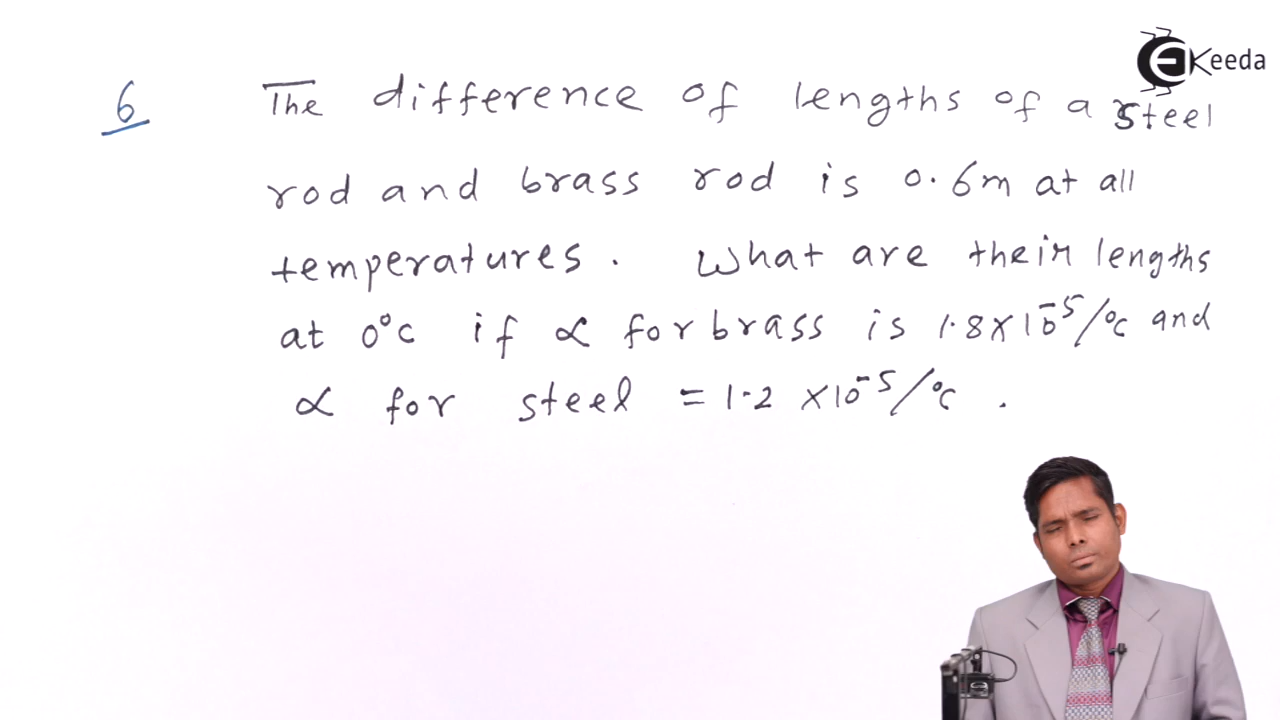 EKeeda
6 The difference of lengths of a steel
rod and brass rod is 0.6m at all
temperatures. What are their lengths
at 0°c if ∝ for brass is 1.8×10⁻⁵/°c and
∝ for steel = 1.2 ×10⁻⁵/°c .